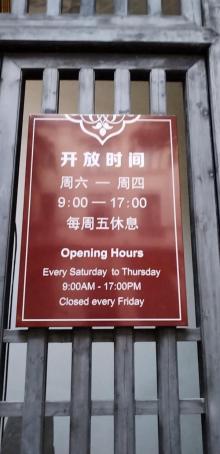 开放时间
周六 — 周四
9:00 — 17:00
每周五休息
Opening Hours
Every Saturday to Thursday
9:00AM - 17:00PM
Closed every Friday